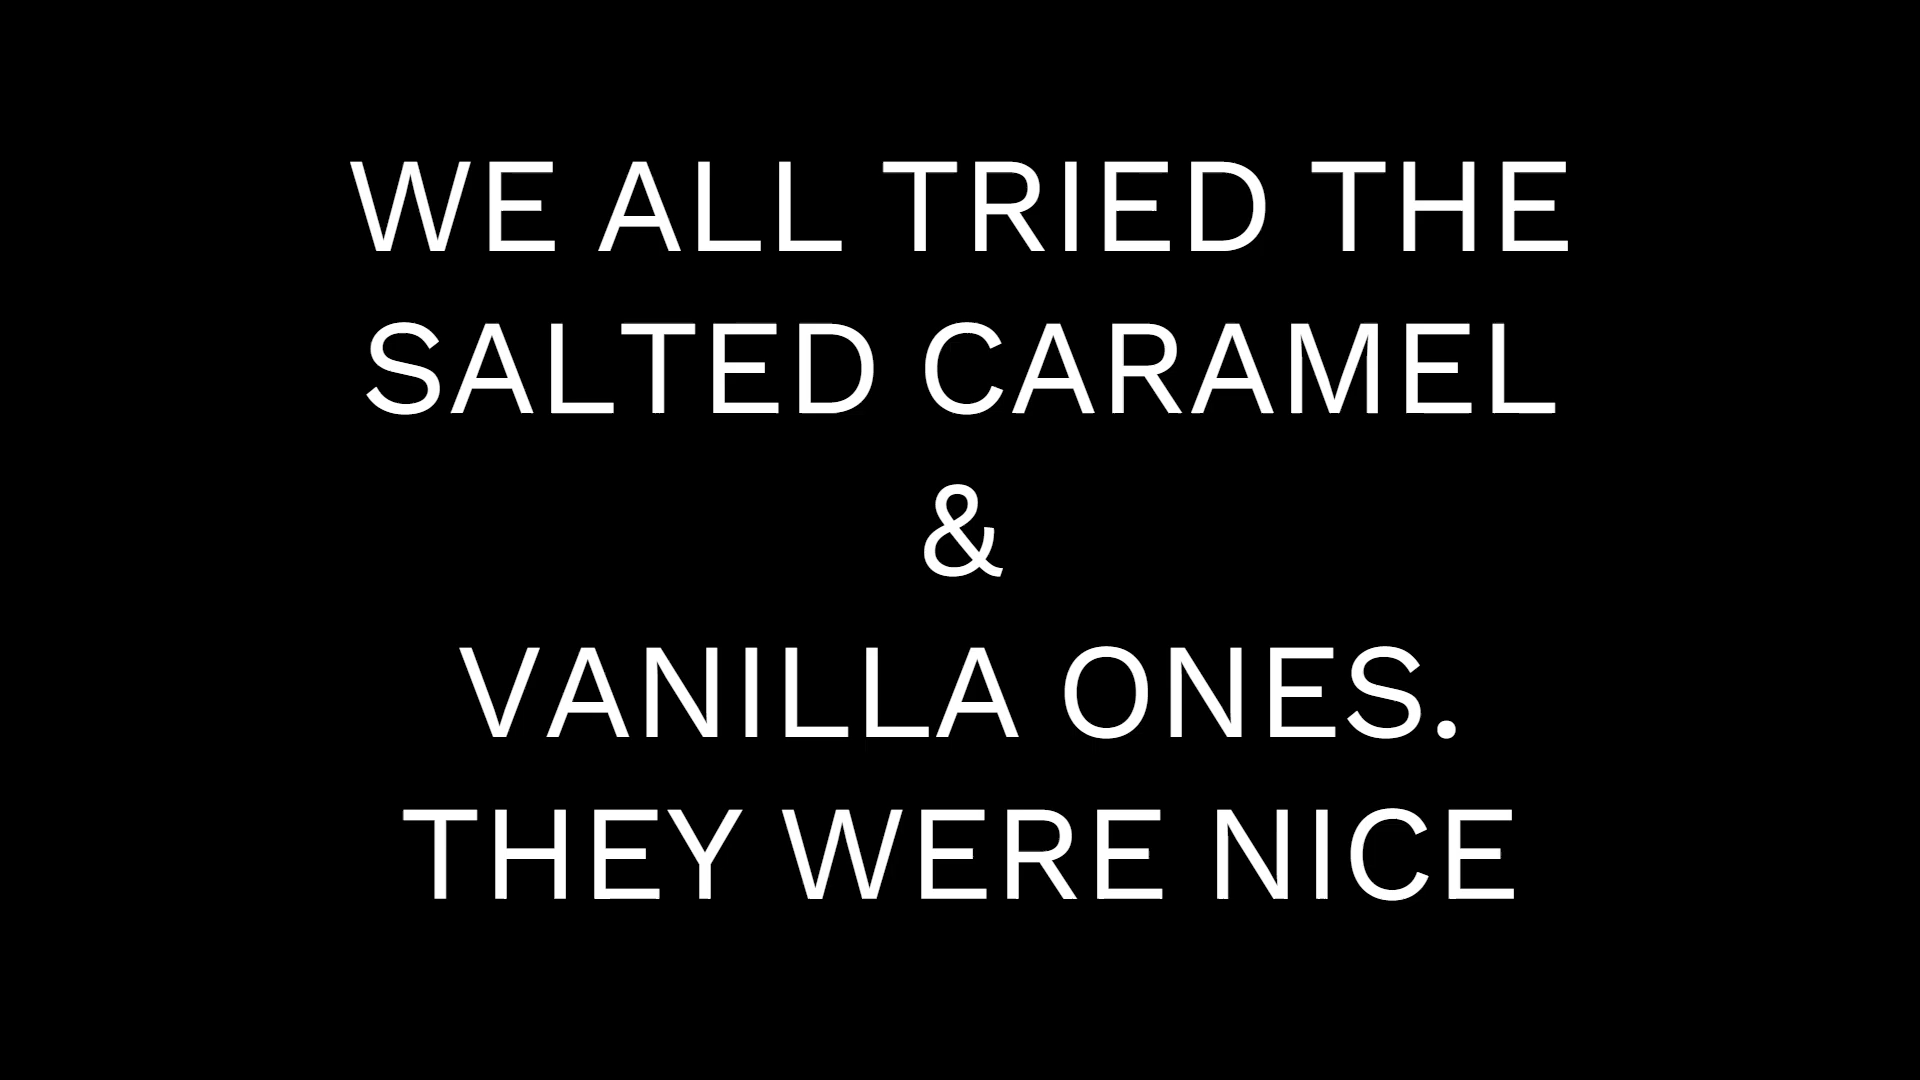 WE ALL TRIED THE
SALTED CARAMEL
&
VANILLA ONES.
THEY WERE NICE